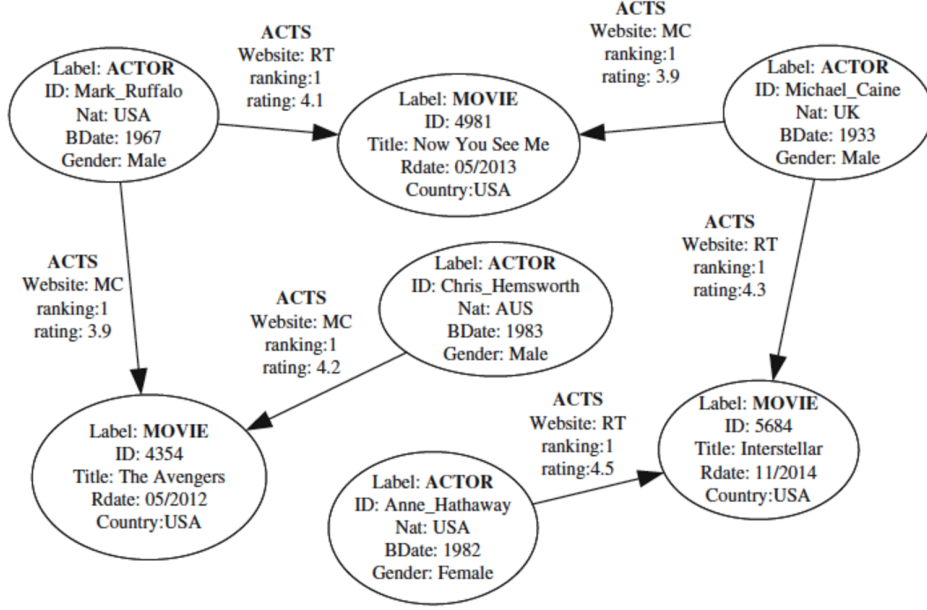 ACTS
Website: RT
ranking:1
rating: 4.1
ACTS
Website: MC
ranking:1
rating: 3.9
Label: ACTOR
ID: Mark_Ruffalo
Nat: USA
BDate: 1967
Gender: Male
Label: MOVIE
ID: 4981
Title: Now You See Me
Rdate: 05/2013
Country:USA
Label: ACTOR
ID: Michael_Caine
Nat: UK
BDate: 1933
Gender: Male
ACTS
Website: MC
ranking:1
rating: 3.9
ACTS
Website: MC
ranking:1
rating: 4.2
Label: ACTOR
ID: Chris_Hemsworth
Nat: AUS
BDate: 1983
Gender: Male
ACTS
Website: RT
ranking:1
rating:4.3
Label: MOVIE
ID: 4354
Title: The Avengers
Rdate: 05/2012
Country:USA
Label: ACTOR
ID: Anne_Hathaway
Nat: USA
BDate: 1982
Gender: Female
ACTS
Website: RT
ranking:1
rating:4.5
Label: MOVIE
ID: 5684
Title: Interstellar
Rdate: 11/2014
Country:USA